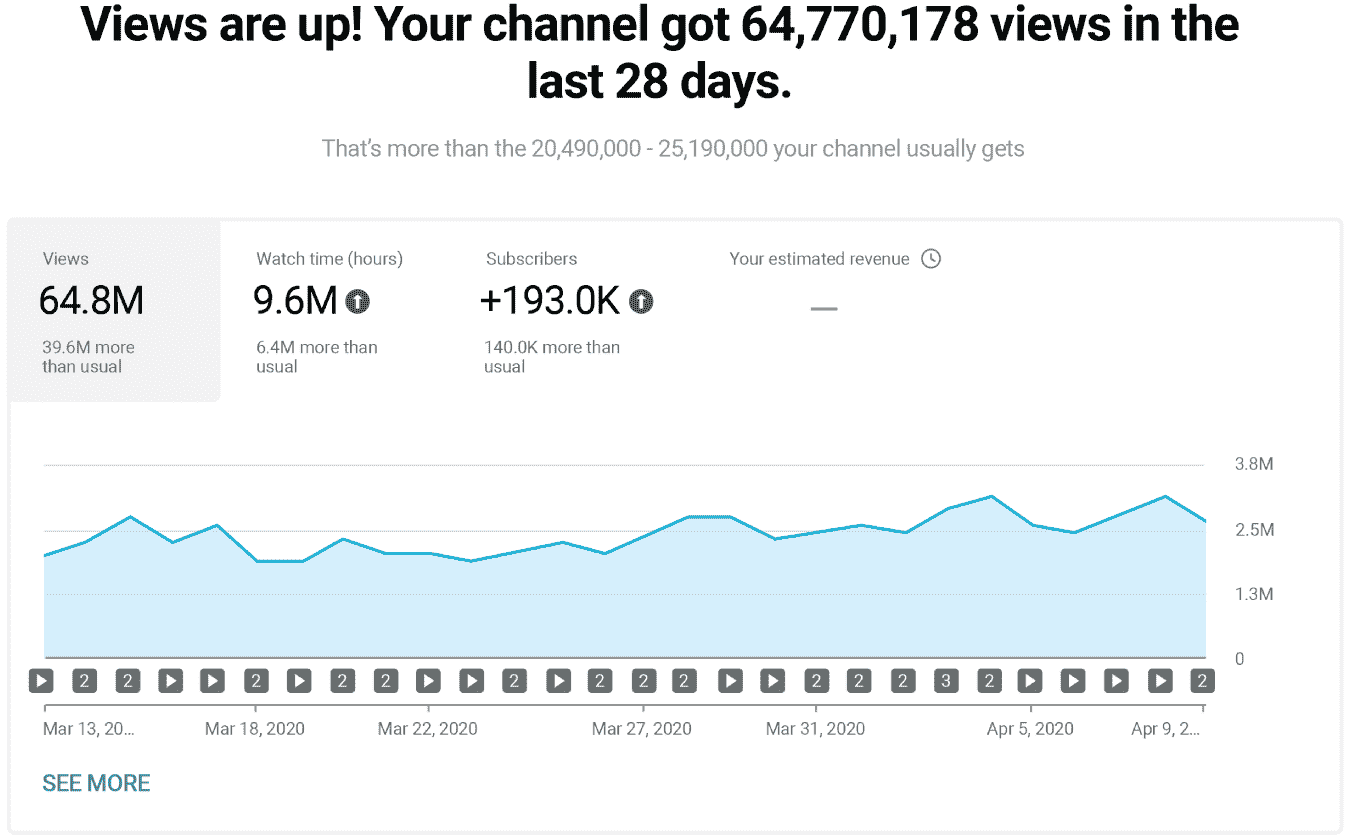 Views are up! Your channel got 64,770,178 views in the
last 28 days.
That's more than the 20,490,000 - 25,190,000 your channel usually gets
Views
64.8M
39.6M more
than usual
Watch time (hours)
9.6M
6.4M more than
usual
Subscribers
+193.0K
140.0K more than
usual
Your estimated revenue
—
3.8M
2.5M
1.3M
0
2 2 2 2 2 2 2 2 2 2 2 2 3 2 2
Mar 13, 20... Mar 18, 2020 Mar 22, 2020 Mar 27, 2020 Mar 31, 2020 Apr 5, 2020 Apr 9, 2...
SEE MORE